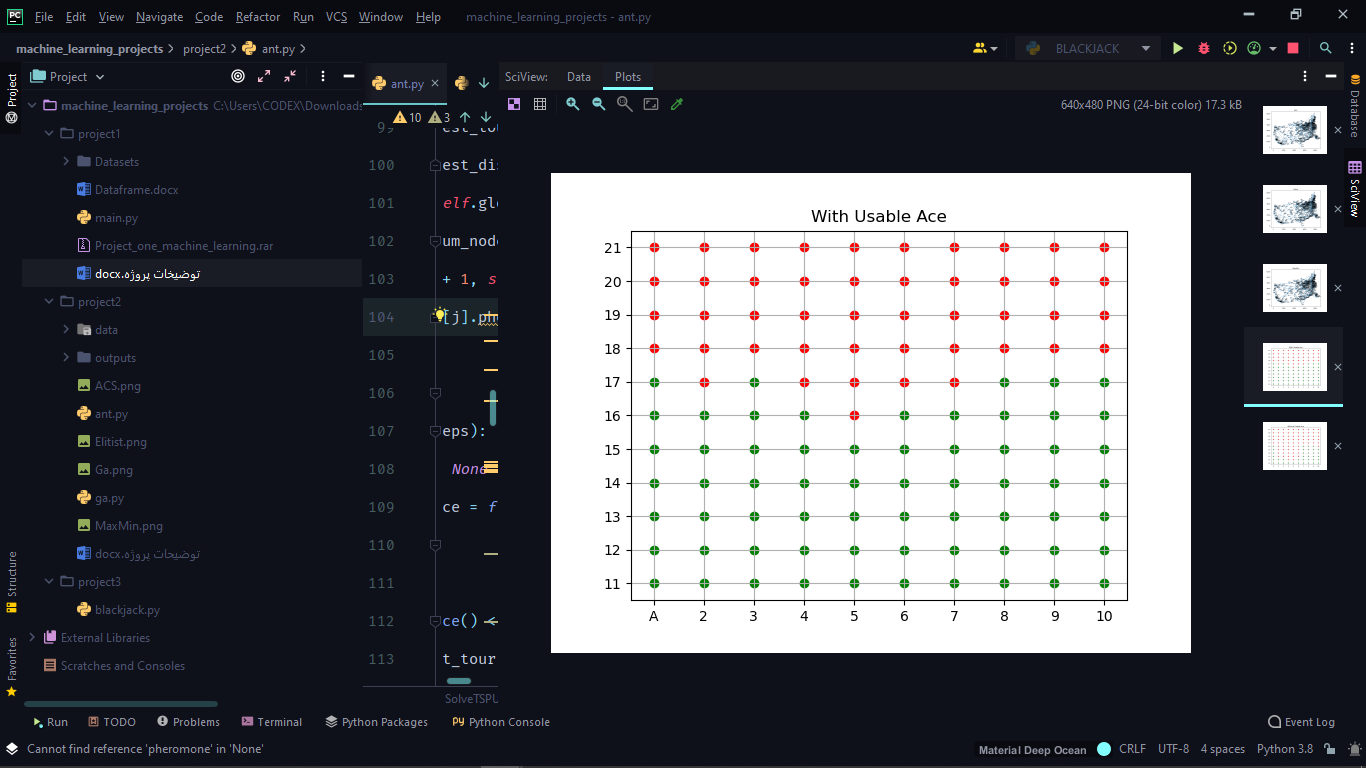 PC File Edit View Navigate Code Refactor Run VCS Window Help machine_learning_projects - ant.py
machine_learning_projects project2 ant.py BLACKJACK
Project
ant.py
SciView: Data Plots
10 3
640x480 PNG (24-bit color) 17.3 kB
machine_learning_projects C:\Users\CODEX\Downloads
project1
Datasets
Dataframe.docx
main.py
Project_one_machine_learning.rar
توضیحات پروژه.docx
project2
data
outputs
ACS.png
ant.py
Elitist.png
Ga.png
ga.py
MaxMin.png
توضیحات پروژه.docx
project3
blackjack.py
External Libraries
Scratches and Consoles
99 est_tou
100 est_dis
101 elf.glo
102 um_node
103 + 1, s
104 [j].phe
105
106
107 eps):
108 None
109 ce = f
110
111
112 ce() <
113 t_tour
SolveTSPU
With Usable Ace
21
20
19
18
17
16
15
14
13
12
11
A 2 3 4 5 6 7 8 9 10
Project
Structure
Favorites
Database
SciView
Run TODO Problems Terminal Python Packages Python Console Event Log
Cannot find reference 'pheromone' in 'None' Material Deep Ocean CRLF UTF-8 4 spaces Python 3.8